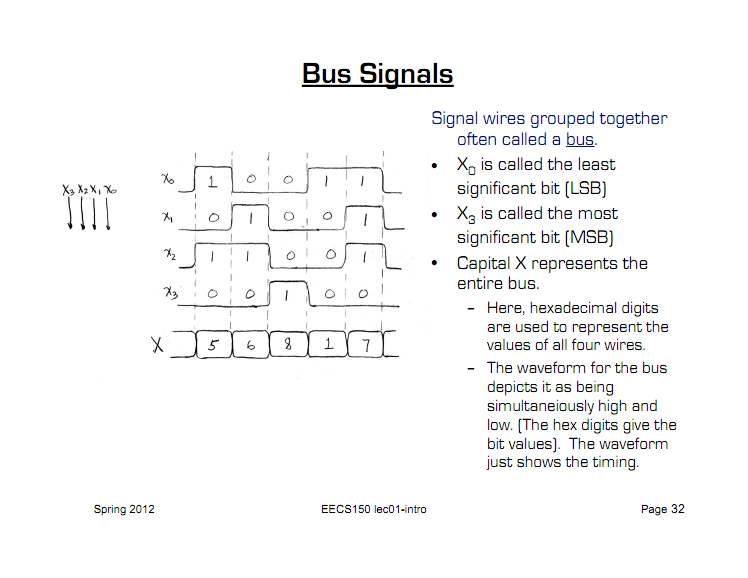 Bus Signals
Signal wires grouped together
often called a bus.
• X0 is called the least
significant bit (LSB)
• X3 is called the most
significant bit (MSB)
• Capital X represents the
entire bus.
– Here, hexadecimal digits
are used to represent the
values of all four wires.
– The waveform for the bus
depicts it as being
simultaneiously high and
low. (The hex digits give the
bit values). The waveform
just shows the timing.
X3 X2 X1 X0
X0 1 0 0 1 1
X1 0 1 0 0 1
X2 1 1 0 0 1
X3 0 0 1 0 0
X 5 6 8 1 7
Spring 2012
EECS150 lec01-intro
Page 32